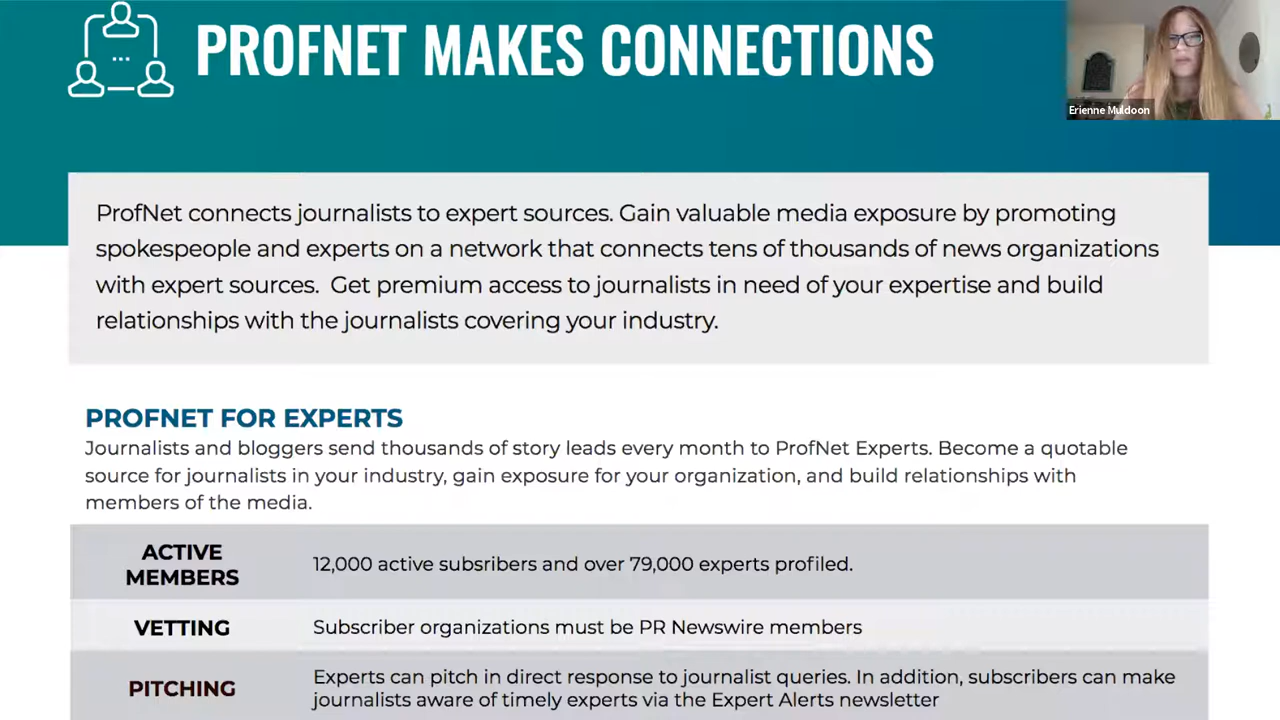 PROFNET MAKES CONNECTIONS
Erienne Muldoon
ProfNet connects journalists to expert sources. Gain valuable media exposure by promoting
spokespeople and experts on a network that connects tens of thousands of news organizations
with expert sources.  Get premium access to journalists in need of your expertise and build
relationships with the journalists covering your industry.
PROFNET FOR EXPERTS
Journalists and bloggers send thousands of story leads every month to ProfNet Experts. Become a quotable
source for journalists in your industry, gain exposure for your organization, and build relationships with
members of the media.
ACTIVE
MEMBERS
12,000 active subsribers and over 79,000 experts profiled.
VETTING
Subscriber organizations must be PR Newswire members
PITCHING
Experts can pitch in direct response to journalist queries. In addition, subscribers can make
journalists aware of timely experts via the Expert Alerts newsletter